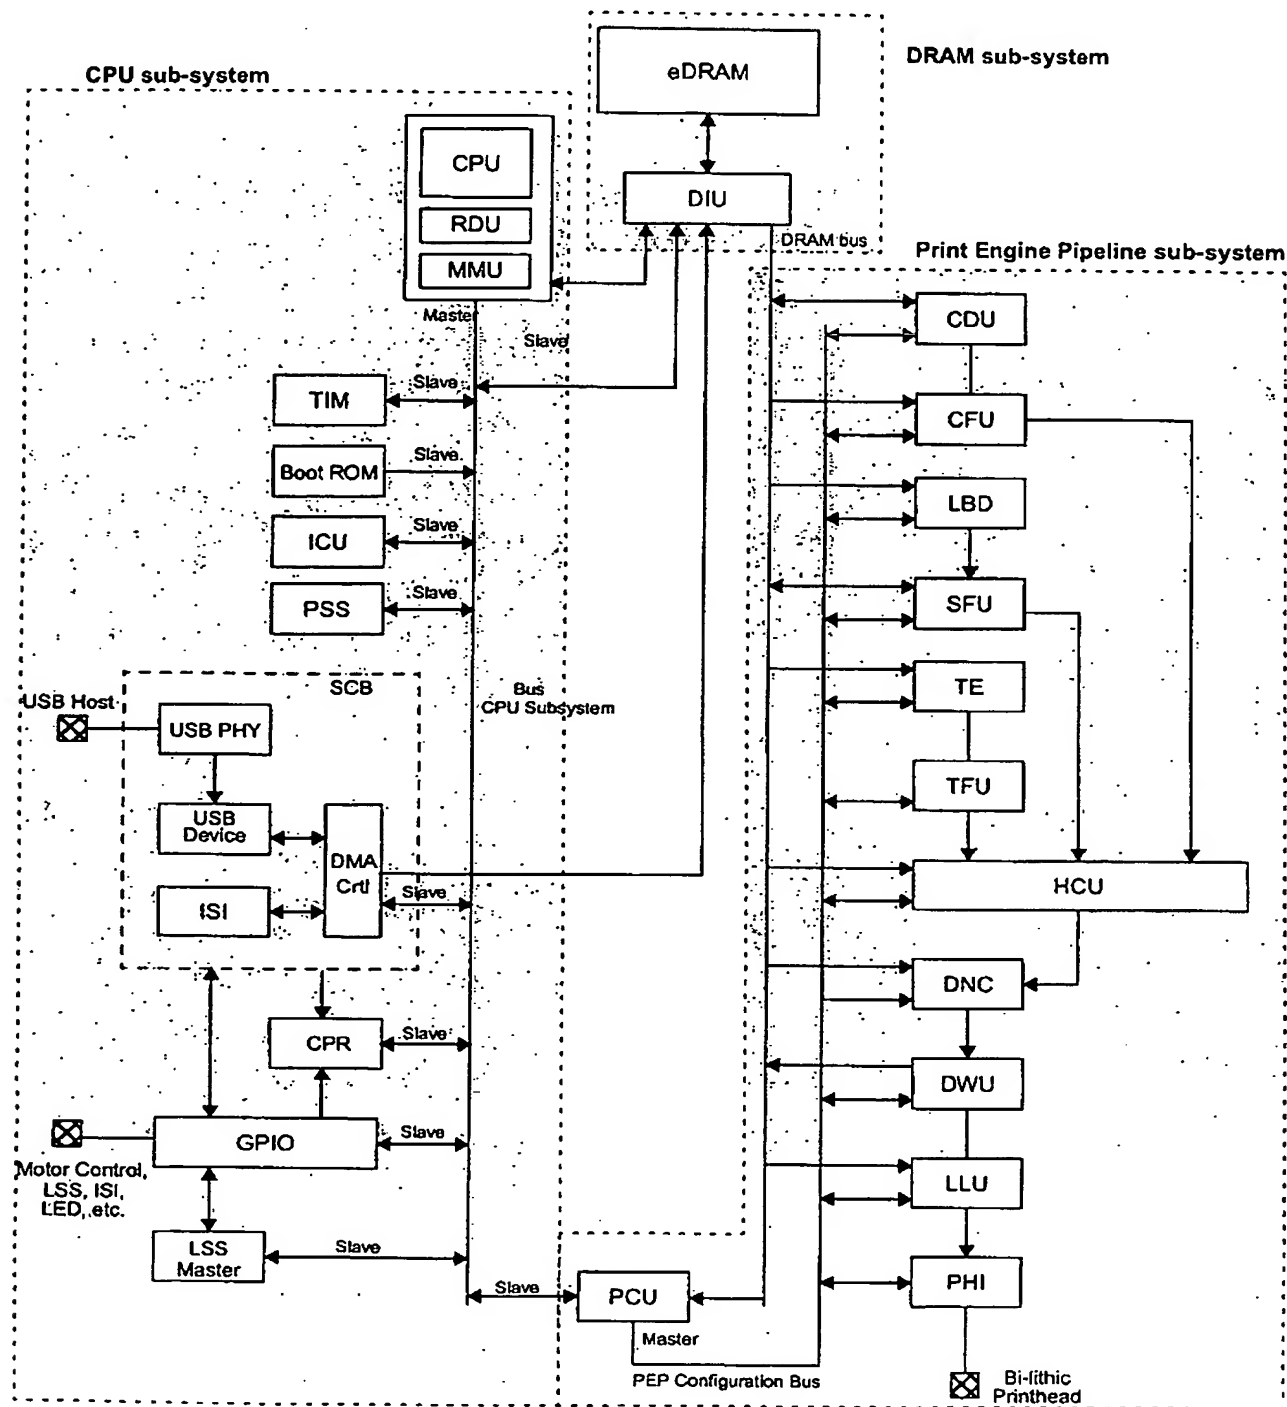 CPU sub-system
DRAM sub-system
eDRAM
CPU
RDU
MMU
DIU
DRAM bus
Print Engine Pipeline sub-system
Master
Slave
CDU
TIM
Slave
CFU
Boot ROM
Slave
LBD
ICU
Slave
PSS
Slave
SFU
SCB
TE
USB Host
USB PHY
Bus
CPU Subsystem
TFU
USB
Device
DMA
Crtl
Slave
HCU
ISI
DNC
CPR
Slave
DWU
GPIO
Slave
Motor Control,
LSS, ISI,
LED, etc.
LLU
LSS
Master
Slave
PHI
Slave
PCU
Master
PEP Configuration Bus
Bi-lithic
Printhead